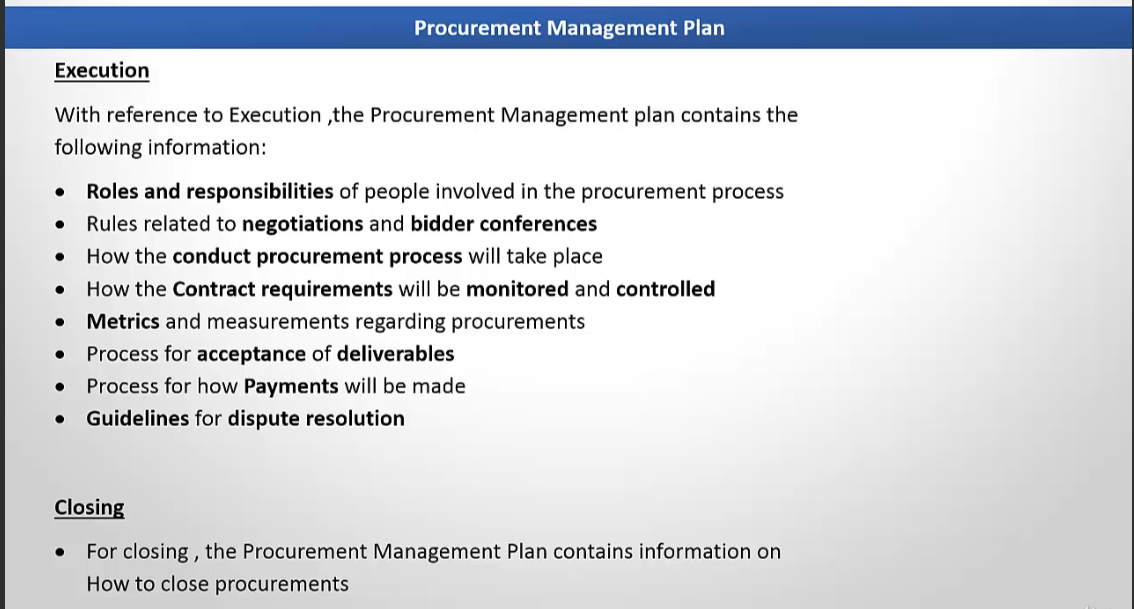 Procurement Management Plan
Execution
With reference to Execution ,the Procurement Management plan contains the
following information:
• Roles and responsibilities of people involved in the procurement process
• Rules related to negotiations and bidder conferences
• How the conduct procurement process will take place
• How the Contract requirements will be monitored and controlled
• Metrics and measurements regarding procurements
• Process for acceptance of deliverables
• Process for how Payments will be made
• Guidelines for dispute resolution
Closing
• For closing , the Procurement Management Plan contains information on
How to close procurements